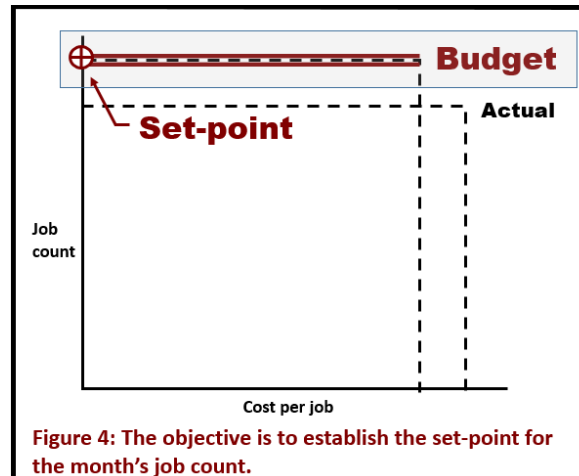 Budget
Actual
Set-point
Job
count
Cost per job
Figure 4: The objective is to establish the set-point for
the month’s job count.